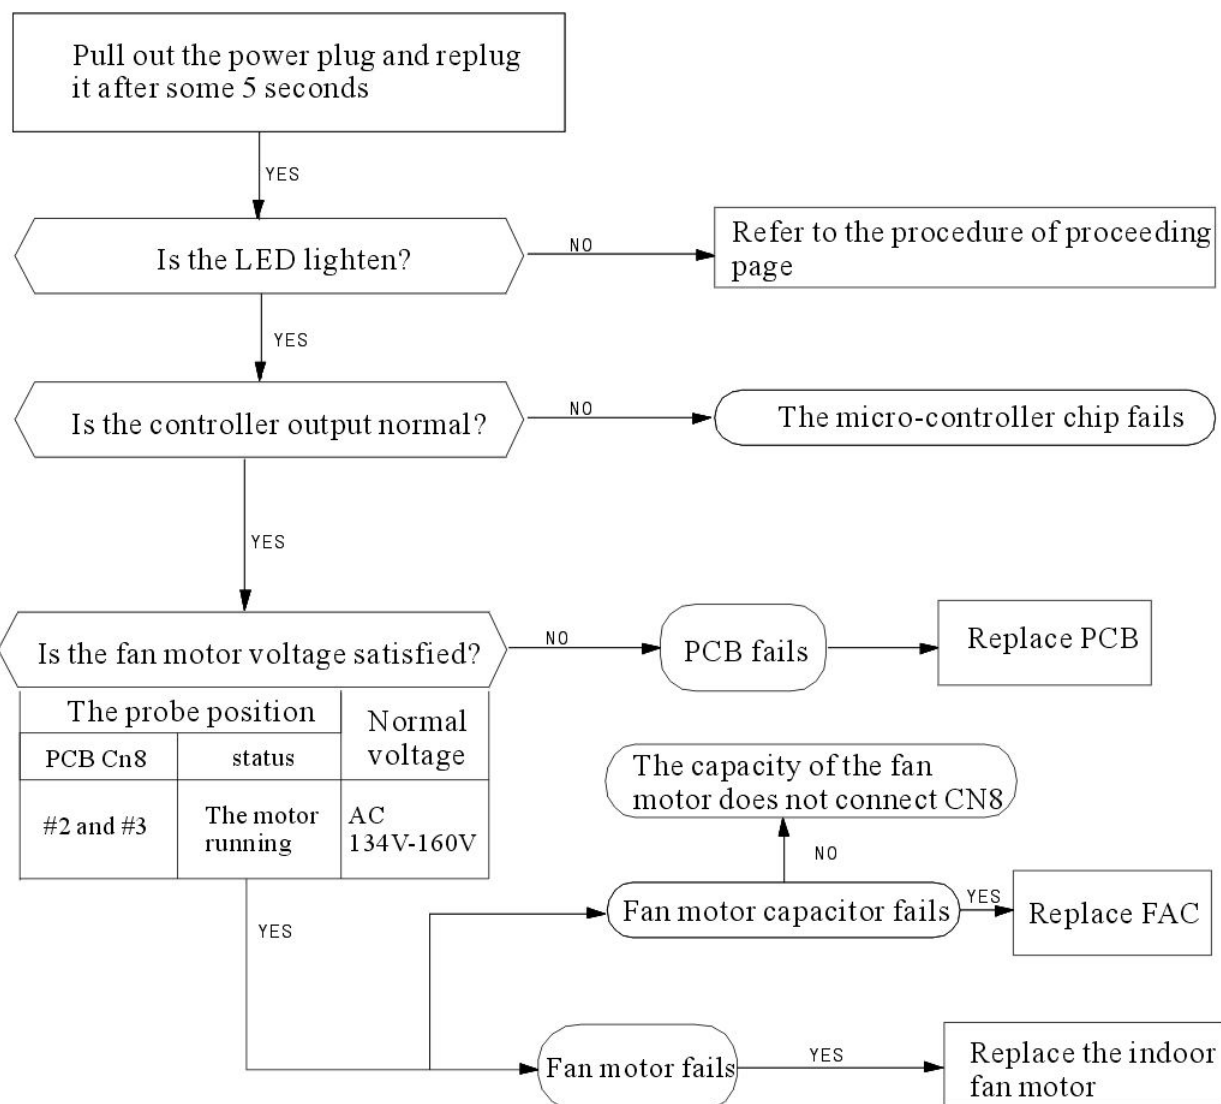 Pull out the power plug and replug
it after some 5 seconds
YES
Is the LED lighten?
NO
Refer to the procedure of proceeding
page
YES
Is the controller output normal?
NO
The micro-controller chip fails
YES
Is the fan motor voltage satisfied?
NO
PCB fails
Replace PCB
The probe position
Normal
voltage
PCB Cn8
status
#2 and #3
The motor
running
AC
134V-160V
The capacity of the fan
motor does not connect CN8
NO
YES
Fan motor capacitor fails
YES
Replace FAC
Fan motor fails
YES
Replace the indoor
fan motor